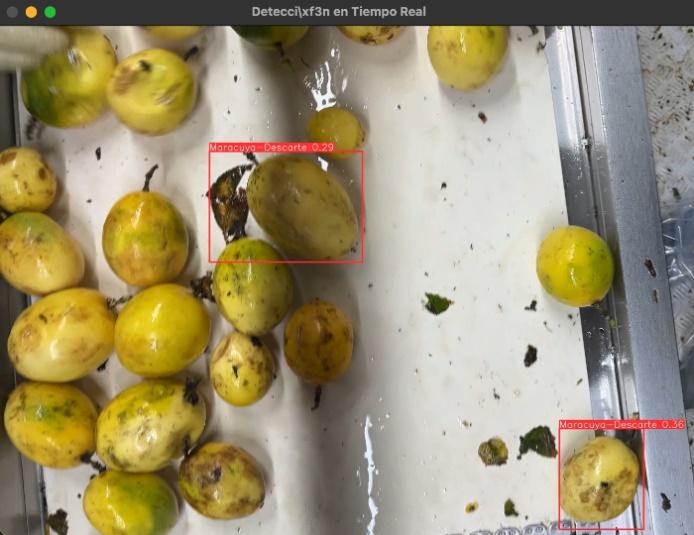 Detecci\xf3n en Tiempo Real
Maracuya-Descarte 0.29
Maracuya-Descarte 0.36